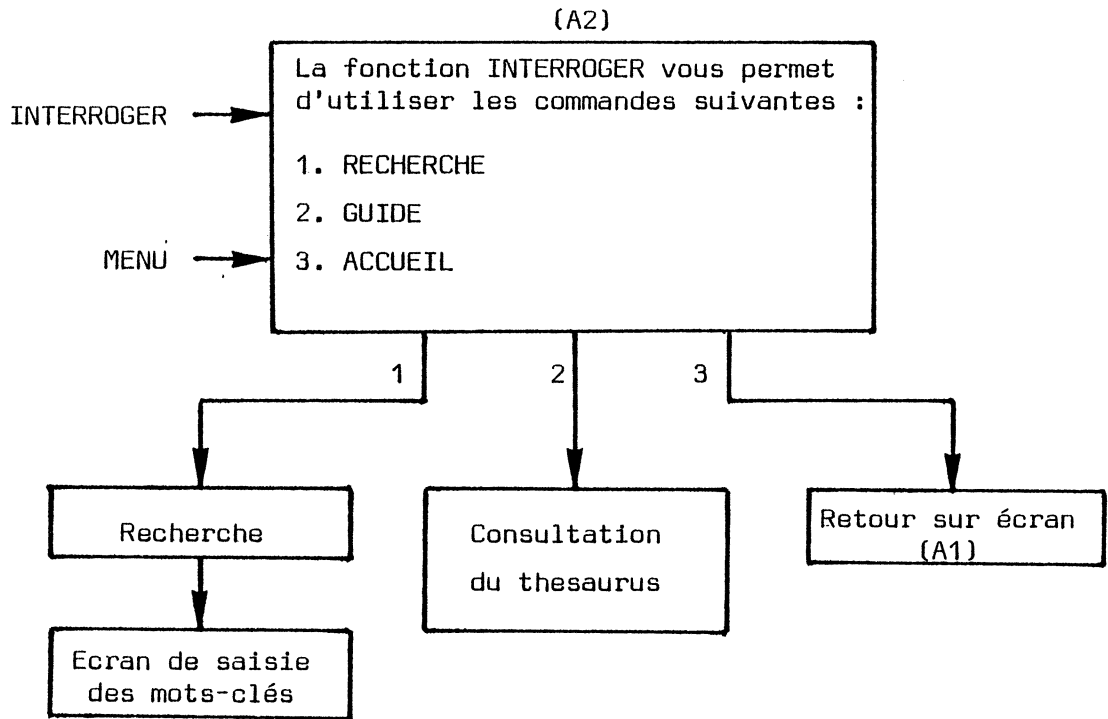 (A2)
La fonction INTERROGER vous permet
d'utiliser les commandes suivantes :
INTERROGER
1. RECHERCHE
2. GUIDE
MENU
3. ACCUEIL
1
2
3
Recherche
Consultation
du thesaurus
Retour sur écran
(A1)
Ecran de saisie
des mots-clés